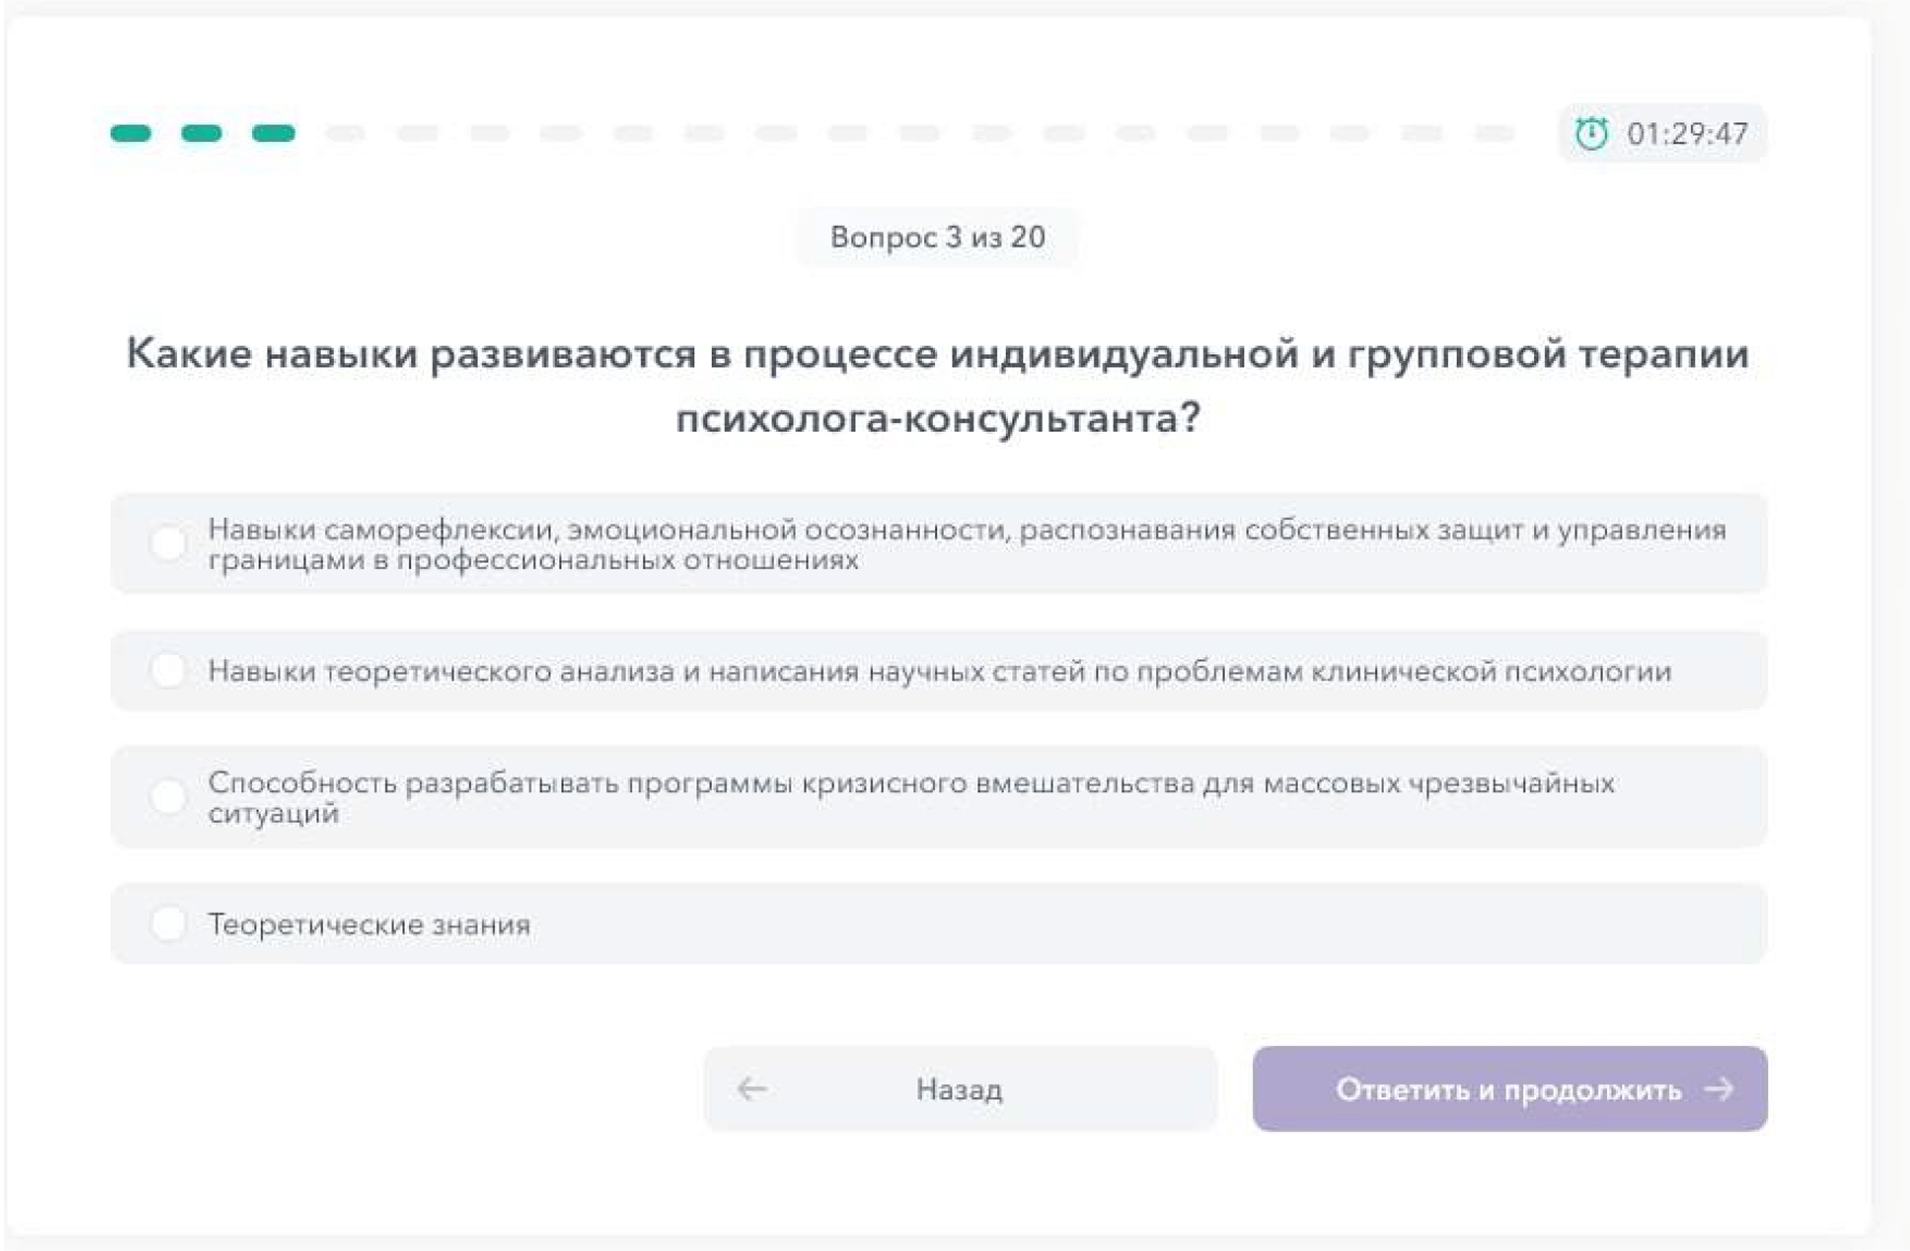 01:29:47
Вопрос 3 из 20
Какие навыки развиваются в процессе индивидуальной и групповой терапии
психолога-консультанта?
Навыки саморефлексии, эмоциональной осознанности, распознавания собственных защит и управления
границами в профессиональных отношениях
Навыки теоретического анализа и написания научных статей по проблемам клинической психологии
Способность разрабатывать программы кризисного вмешательства для массовых чрезвычайных
ситуаций
Теоретические знания
Назад
Ответить и продолжить